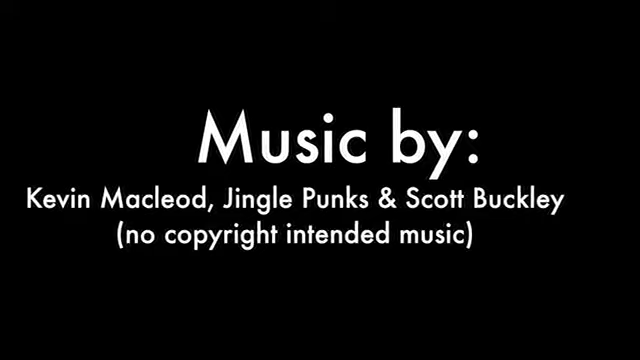 Music by:
Kevin Macleod, Jingle Punks & Scott Buckley
(no copyright intended music)